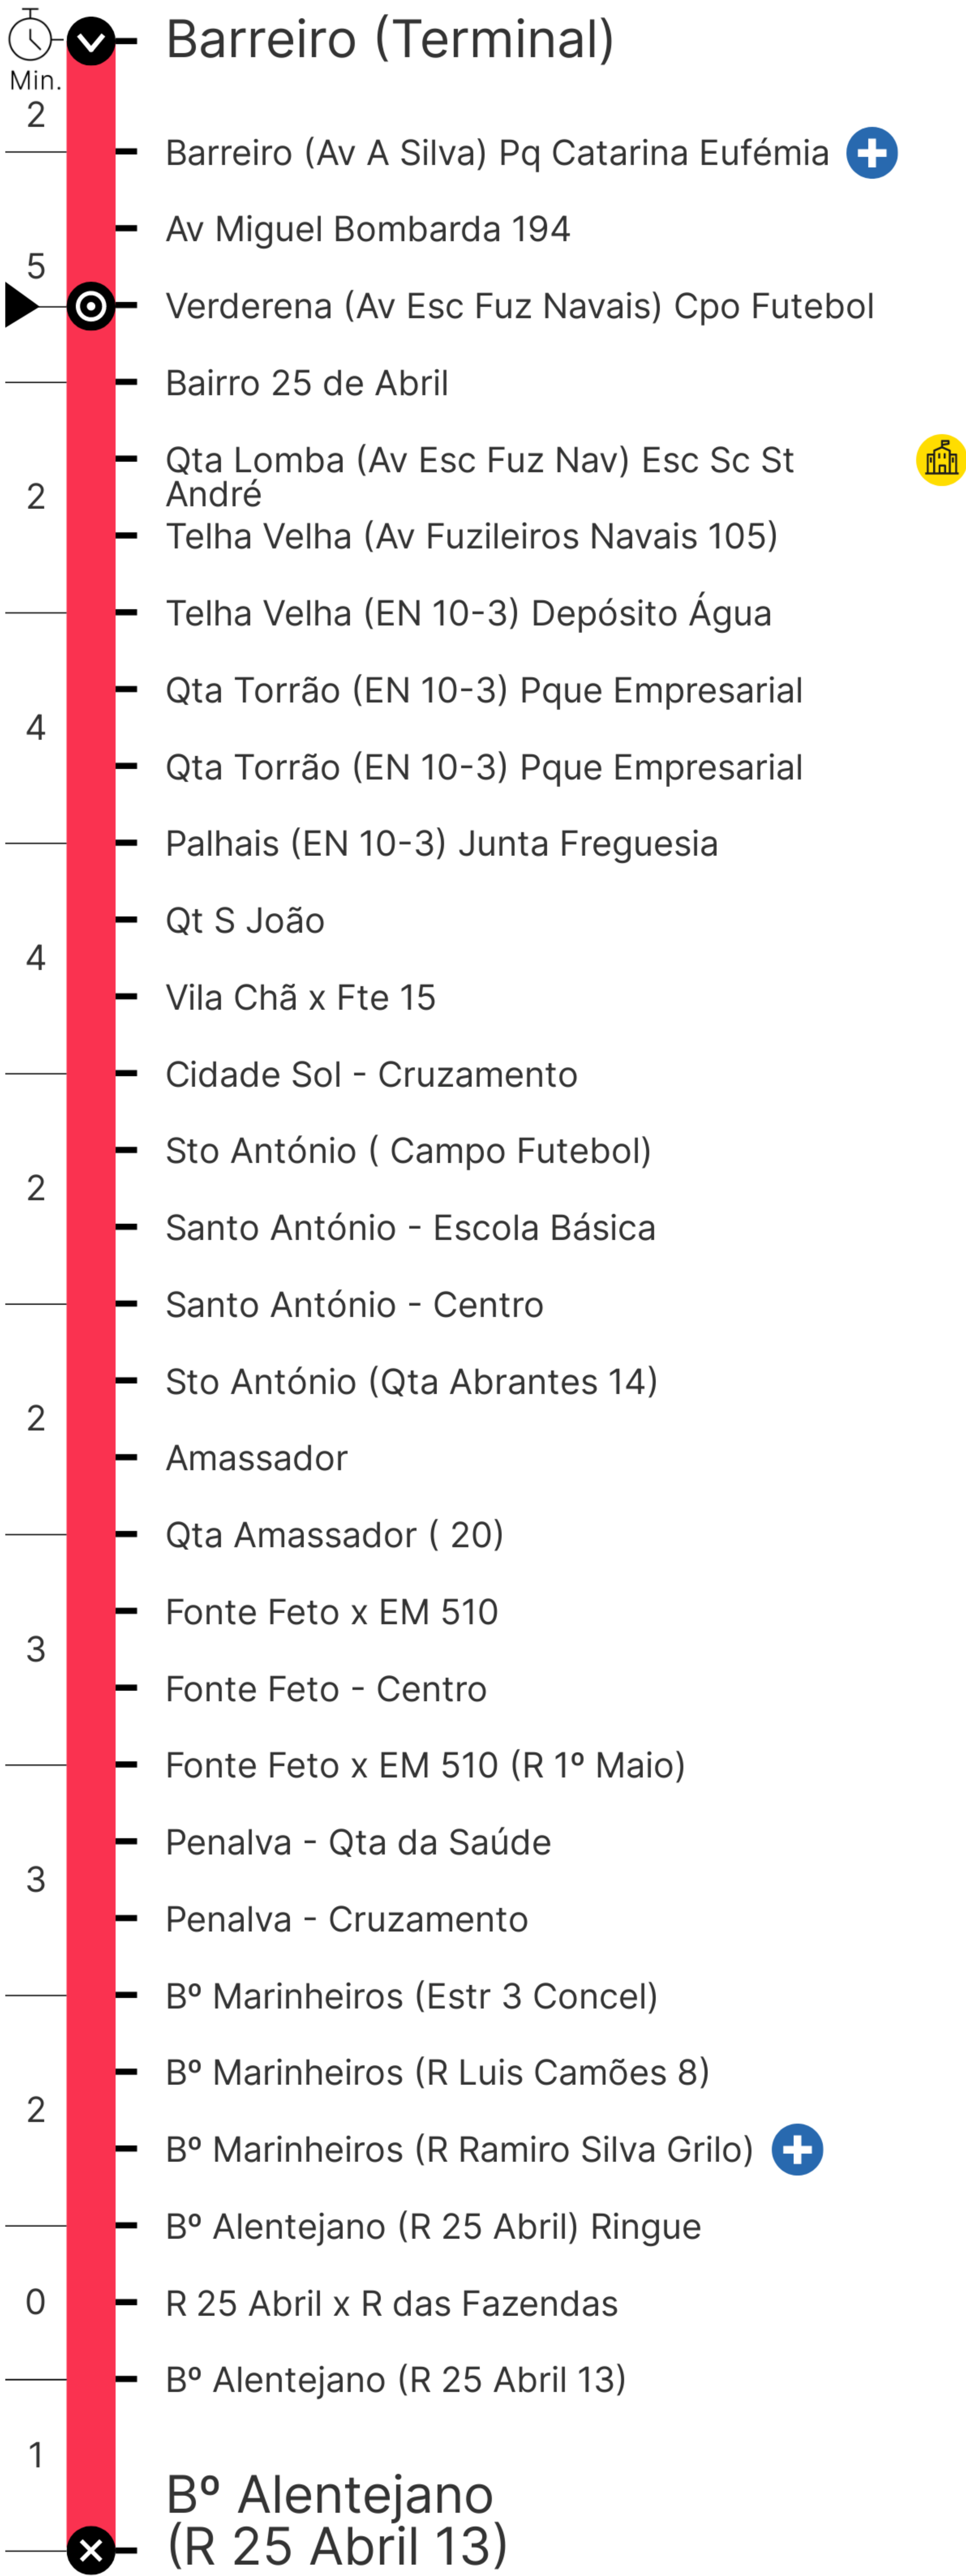 Barreiro (Terminal)
Min.
2
Barreiro (Av A Silva) Pq Catarina Eufémia
Av Miguel Bombarda 194
5
Verderena (Av Esc Fuz Navais) Cpo Futebol
Bairro 25 de Abril
Qta Lomba (Av Esc Fuz Nav) Esc Sc St
André
2
Telha Velha (Av Fuzileiros Navais 105)
Telha Velha (EN 10-3) Depósito Água
Qta Torrão (EN 10-3) Pque Empresarial
4
Qta Torrão (EN 10-3) Pque Empresarial
Palhais (EN 10-3) Junta Freguesia
Qt S João
4
Vila Chã x Fte 15
Cidade Sol - Cruzamento
Sto António ( Campo Futebol)
2
Santo António - Escola Básica
Santo António - Centro
Sto António (Qta Abrantes 14)
2
Amassador
Qta Amassador ( 20)
Fonte Feto x EM 510
3
Fonte Feto - Centro
Fonte Feto x EM 510 (R 1º Maio)
Penalva - Qta da Saúde
3
Penalva - Cruzamento
Bº Marinheiros (Estr 3 Concel)
Bº Marinheiros (R Luis Camões 8)
2
Bº Marinheiros (R Ramiro Silva Grilo)
Bº Alentejano (R 25 Abril) Ringue
0
R 25 Abril x R das Fazendas
Bº Alentejano (R 25 Abril 13)
1
Bº Alentejano
(R 25 Abril 13)